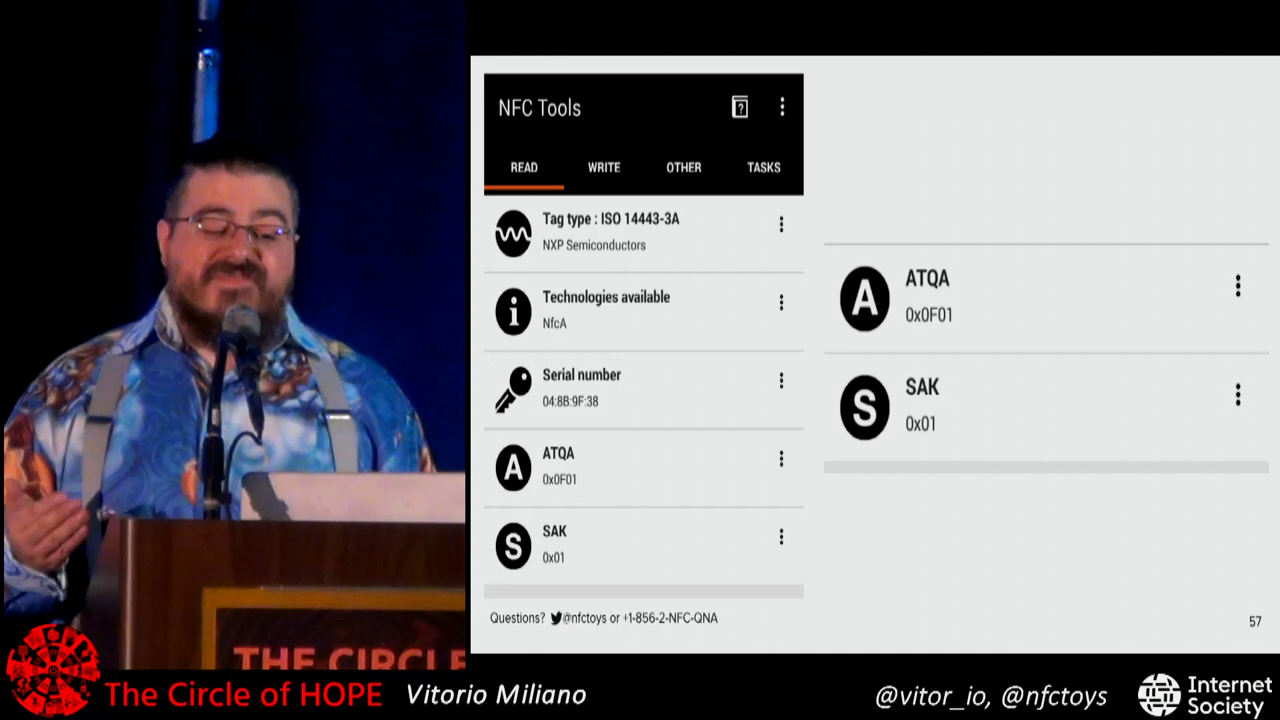 NFC Tools
READ WRITE OTHER TASKS
Tag type : ISO 14443-3A
NXP Semiconductors
Technologies available
NfcA
Serial number
04:8B:9F:38
ATQA
0x0F01
SAK
0x01
ATQA
0x0F01
SAK
0x01
Questions? @nfctoys or +1-856-2-NFC-QNA
57
THE CIRCLE
The Circle of HOPE Vitorio Miliano @vitor_io, @nfctoys Internet
Society